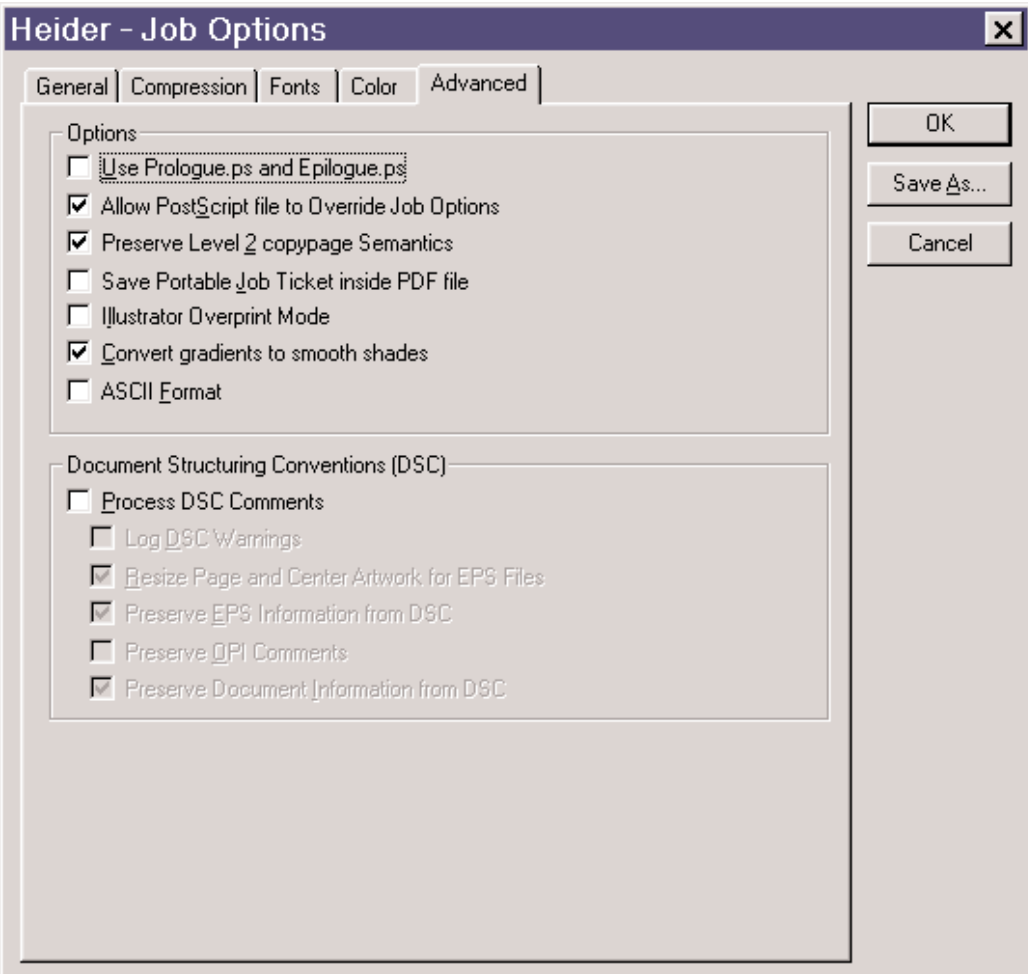 Heider - Job Options
General Compression Fonts Color Advanced
Options
Use Prologue.ps and Epilogue.ps
Allow PostScript file to Override Job Options
Preserve Level 2 copypage Semantics
Save Portable Job Ticket inside PDF file
Illustrator Overprint Mode
Convert gradients to smooth shades
ASCII Format
Document Structuring Conventions (DSC)
Process DSC Comments
Log DSC Warnings
Resize Page and Center Artwork for EPS Files
Preserve EPS Information from DSC
Preserve OPI Comments
Preserve Document Information from DSC
OK
Save As...
Cancel